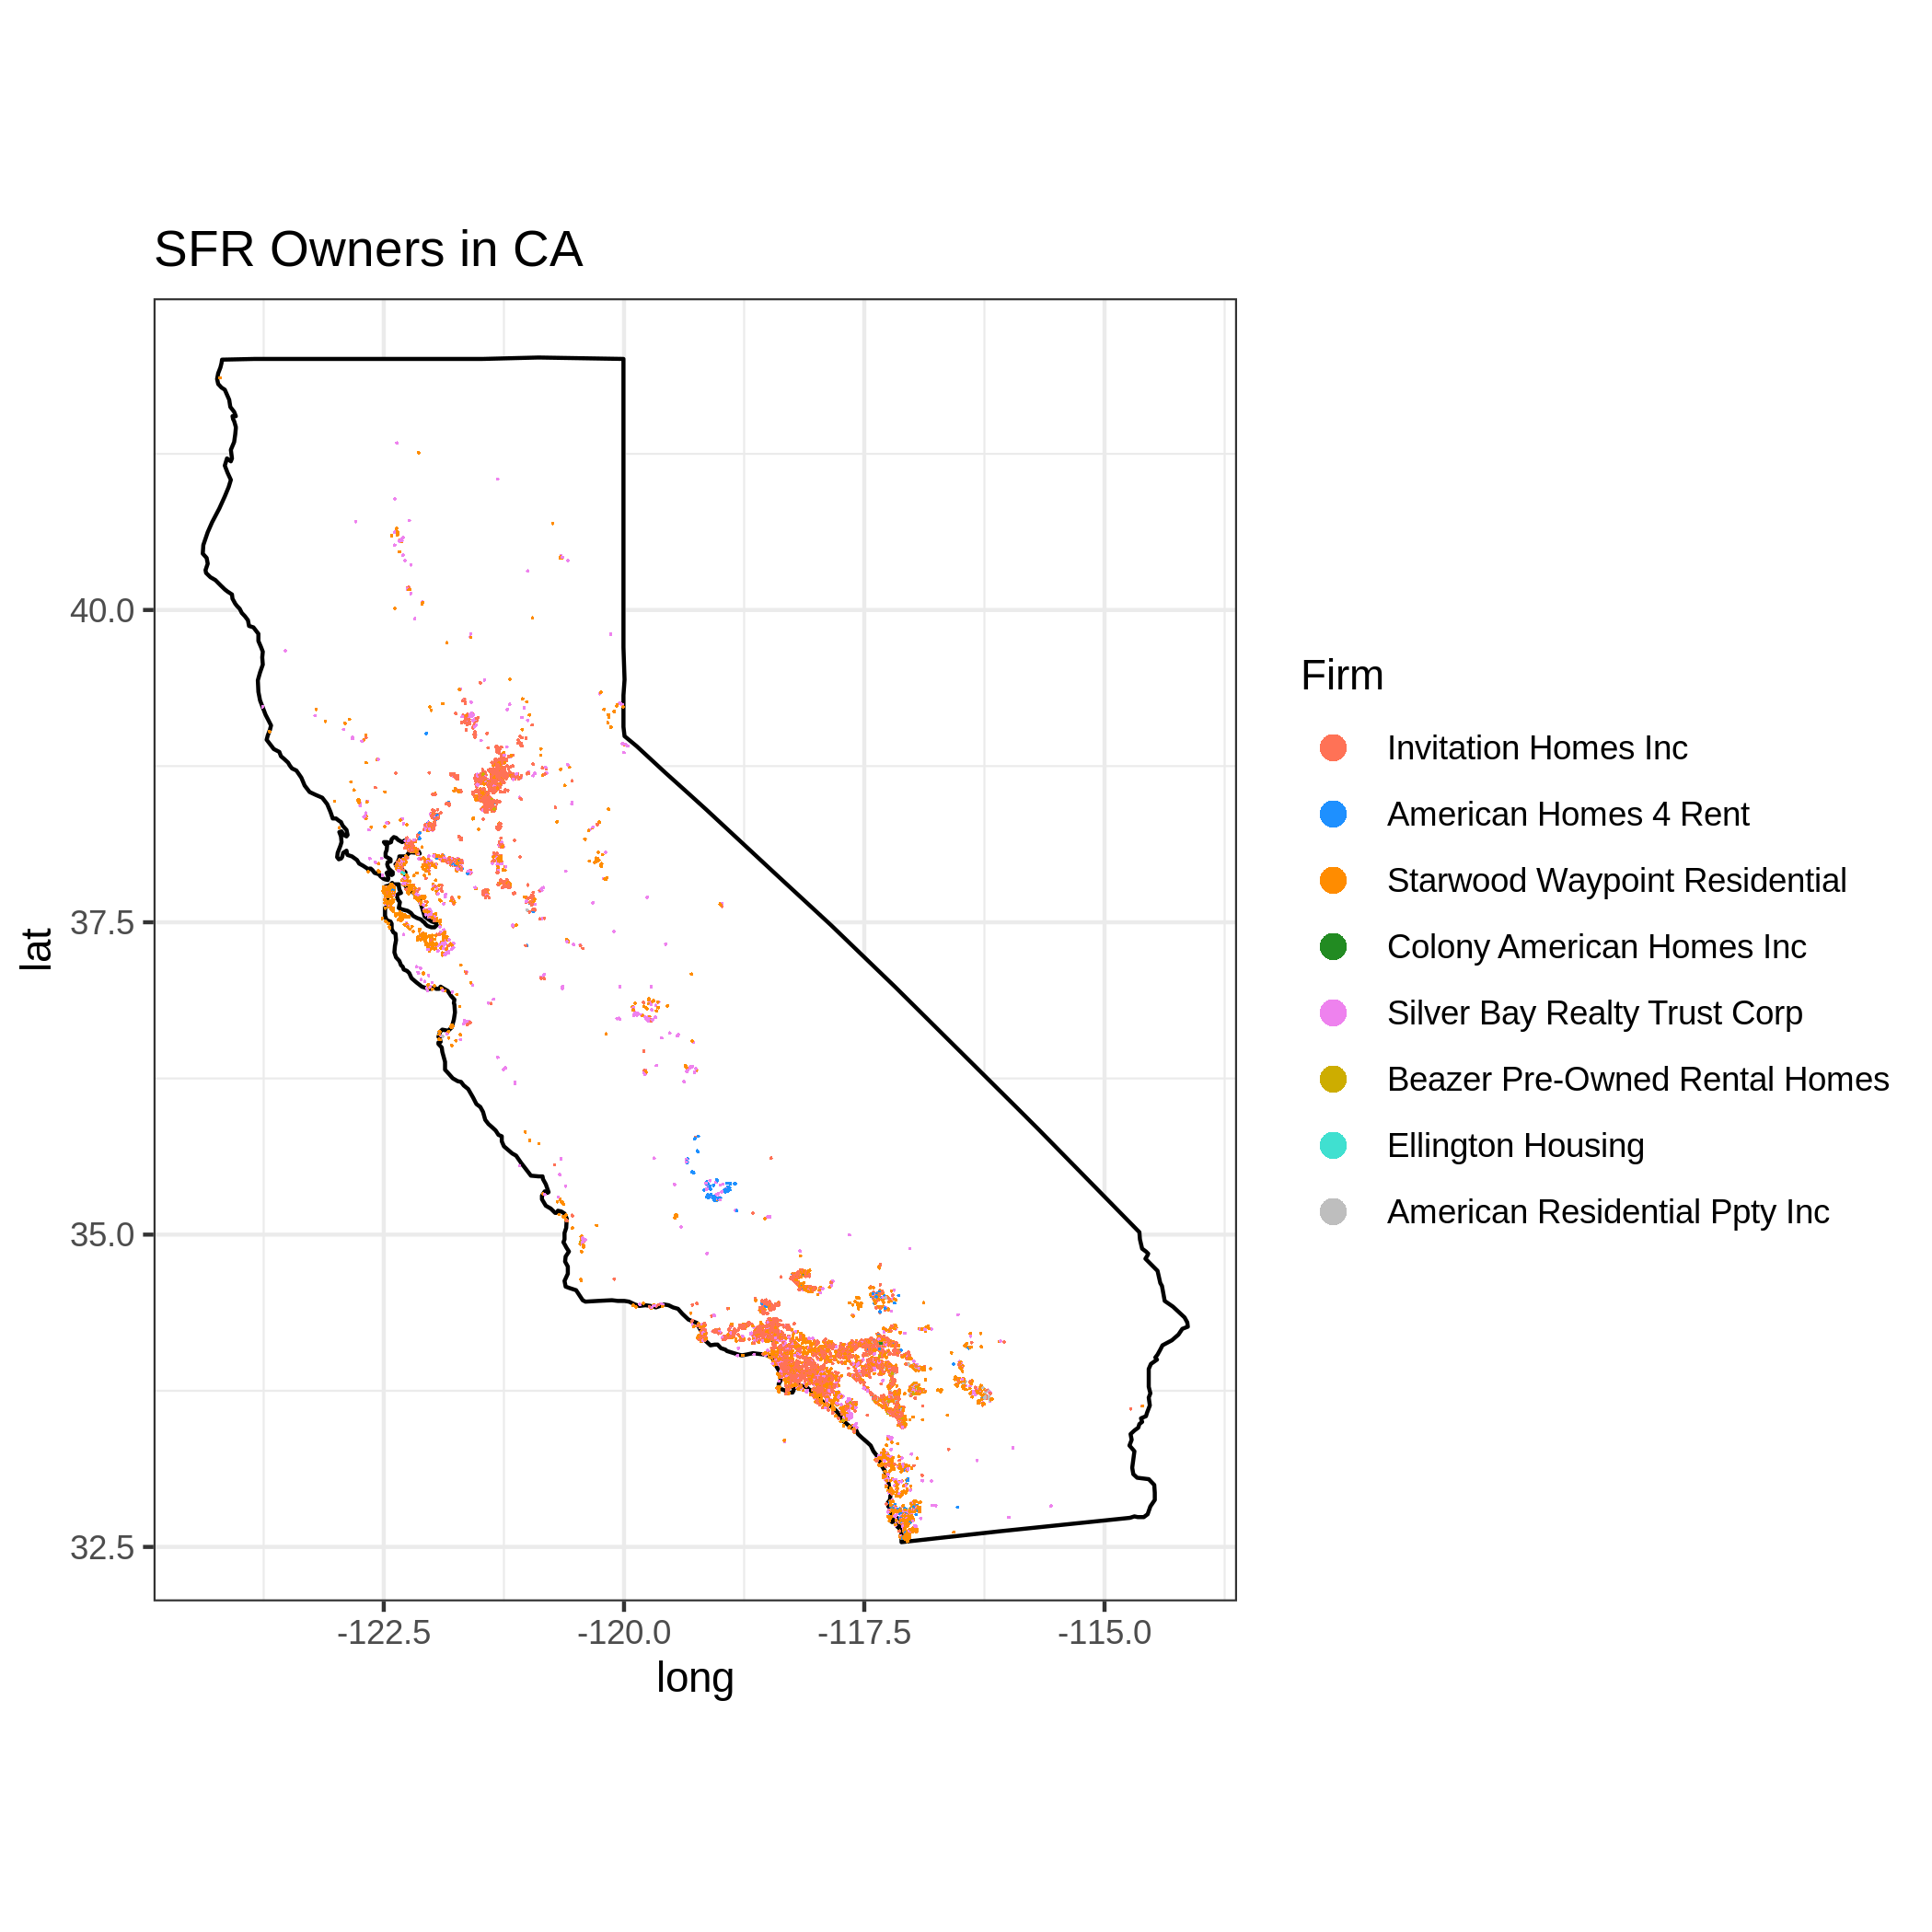 SFR Owners in CA
40.0
37.5
35.0
32.5
lat
-122.5 -120.0 -117.5 -115.0
long
Firm
Invitation Homes Inc
American Homes 4 Rent
Starwood Waypoint Residential
Colony American Homes Inc
Silver Bay Realty Trust Corp
Beazer Pre-Owned Rental Homes
Ellington Housing
American Residential Ppty Inc